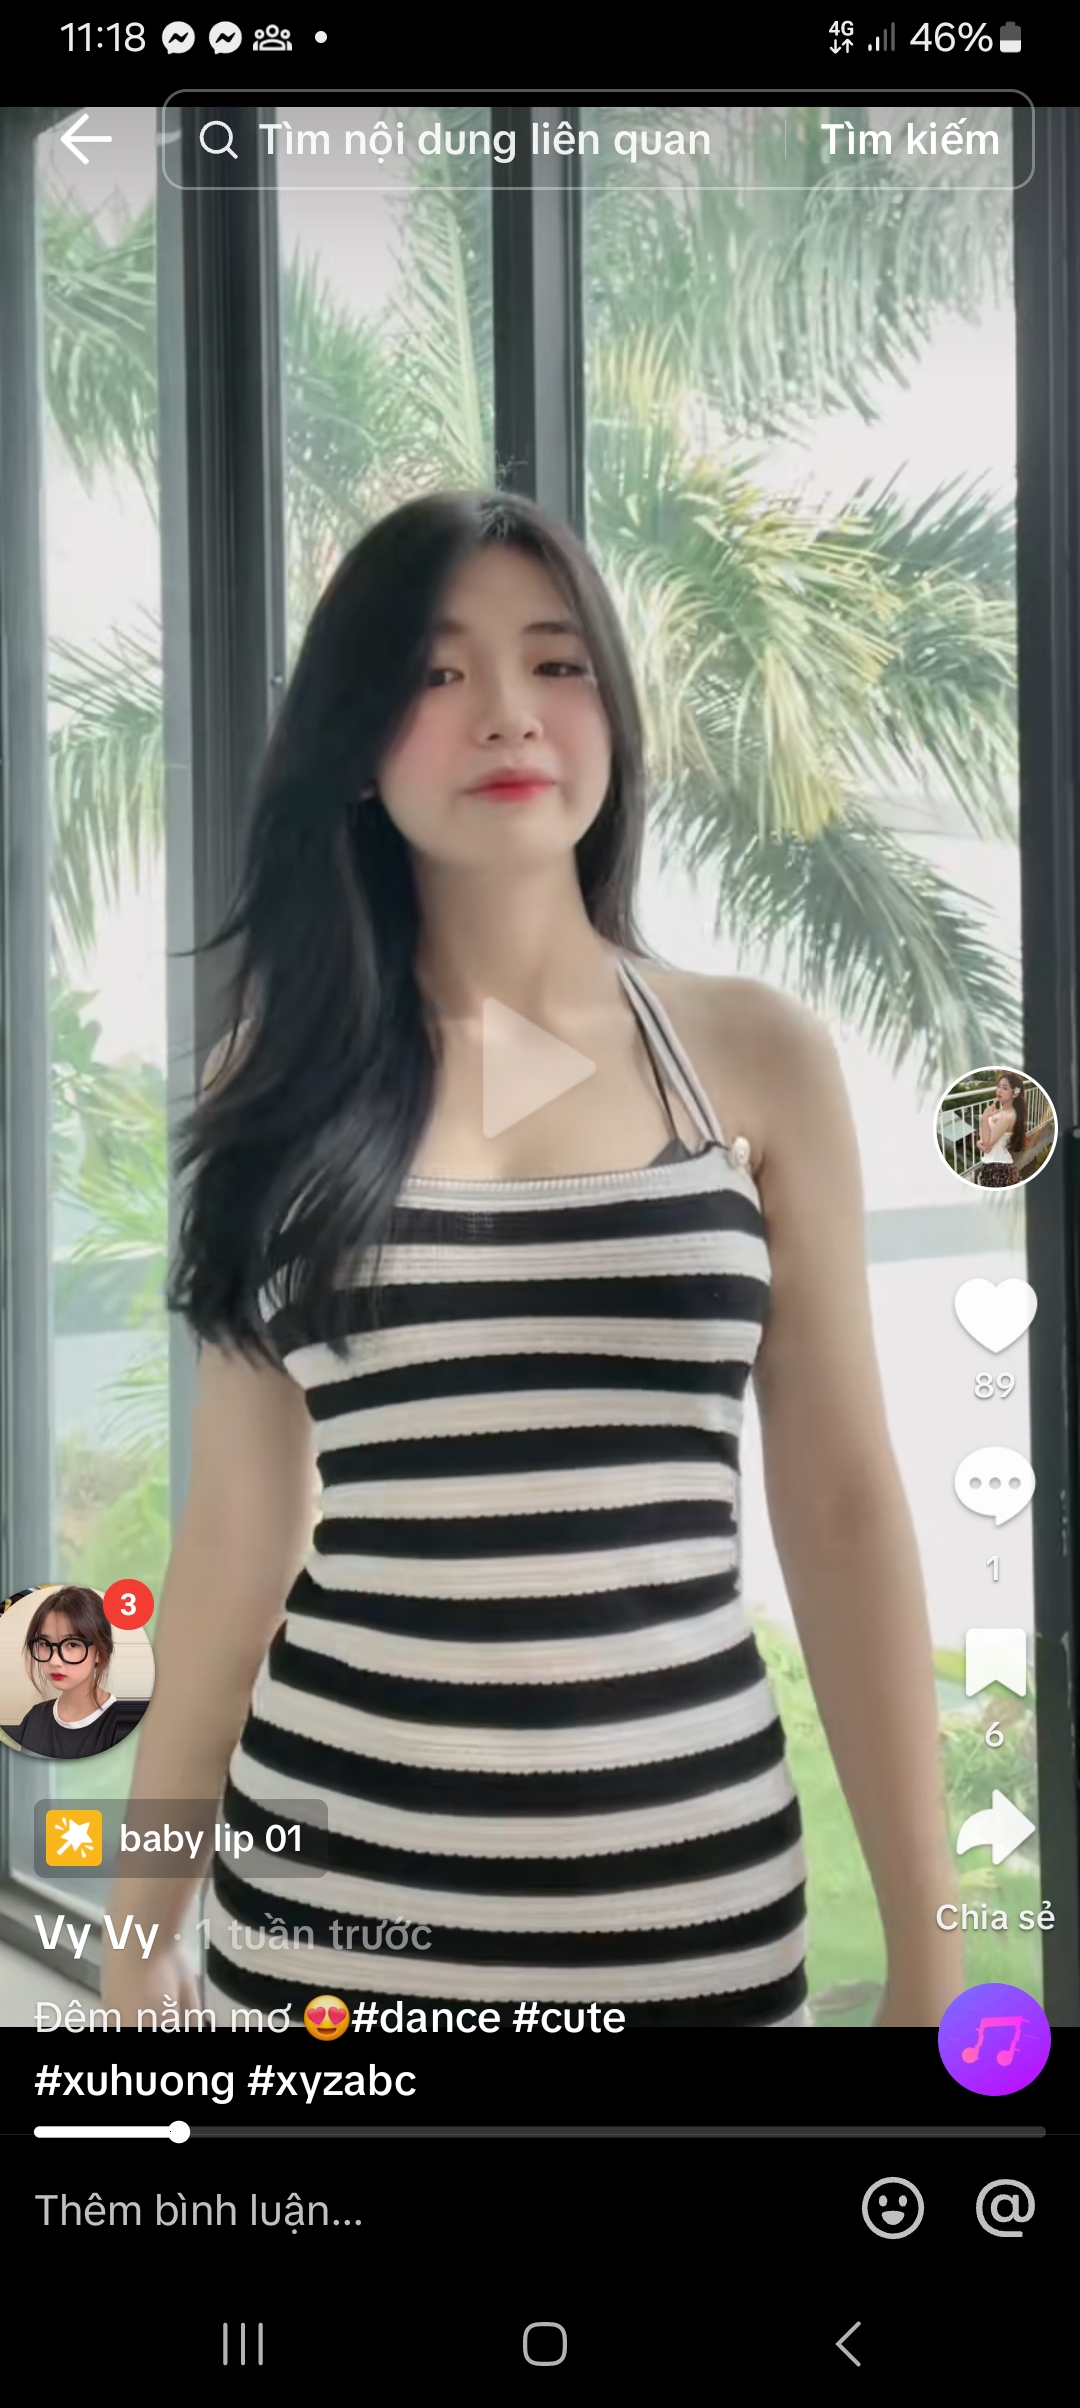 11:18
4G 46%
Tìm nội dung liên quan Tìm kiếm
89
1
3
6
baby lip 01
Vy Vy · 1 tuần trước
Chia sẻ
Đêm nằm mơ 😍#dance #cute
#xuhuong #xyzabc
Thêm bình luận...
@